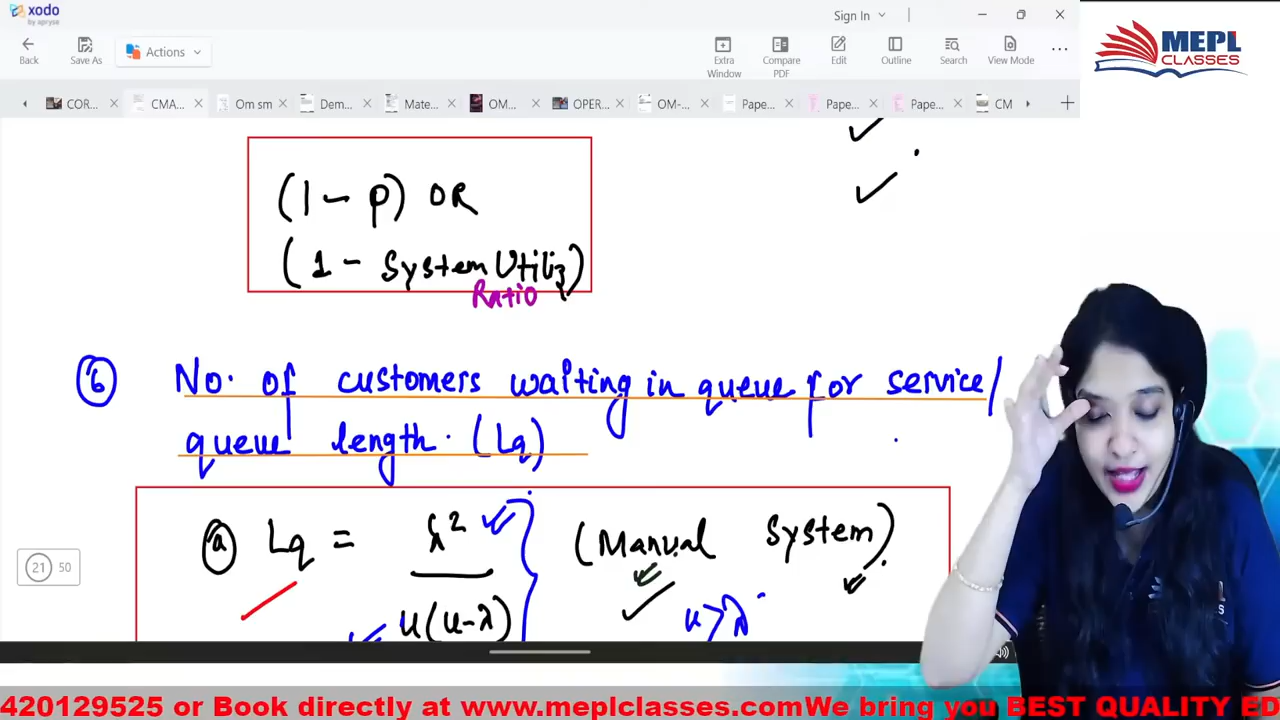 xodo
by apryse
Sign In
Back
Save As
Actions
Extra Window
Compare PDF
Edit
Outline
Search
View Mode
COR...
CMA...
Om sm
Dem...
Mate...
OM...
OPER...
OM-...
Pape...
Pape...
Pape...
CM
MEPL
CLASSES
(1 - p) OR
(1 - System Utiliz)
Ratio
6 No. of customers waiting in queue for service/
queue length. (Lq)
a Lq = λ² (Manual System)
u(u-λ) u>λ
21 50
420129525 or Book directly at www.meplclasses.comWe bring you BEST QUALITY ED